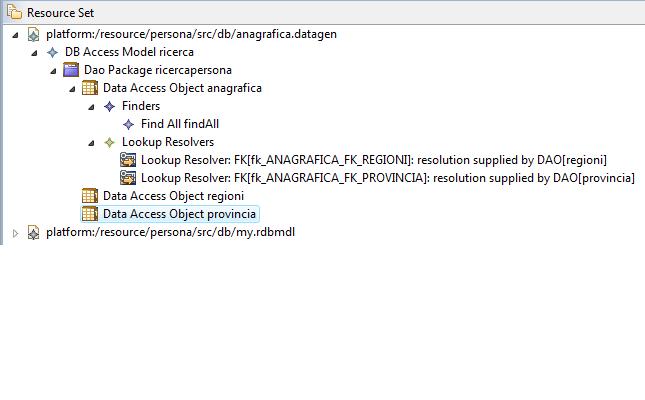 Resource Set
platform:/resource/persona/src/db/anagrafica.datagen
DB Access Model ricerca
Dao Package ricercapersona
Data Access Object anagrafica
Finders
Find All findAll
Lookup Resolvers
Lookup Resolver: FK[fk_ANAGRAFICA_FK_REGIONI]: resolution supplied by DAO[regioni]
Lookup Resolver: FK[fk_ANAGRAFICA_FK_PROVINCIA]: resolution supplied by DAO[provincia]
Data Access Object regioni
Data Access Object provincia
platform:/resource/persona/src/db/my.rdbmdl